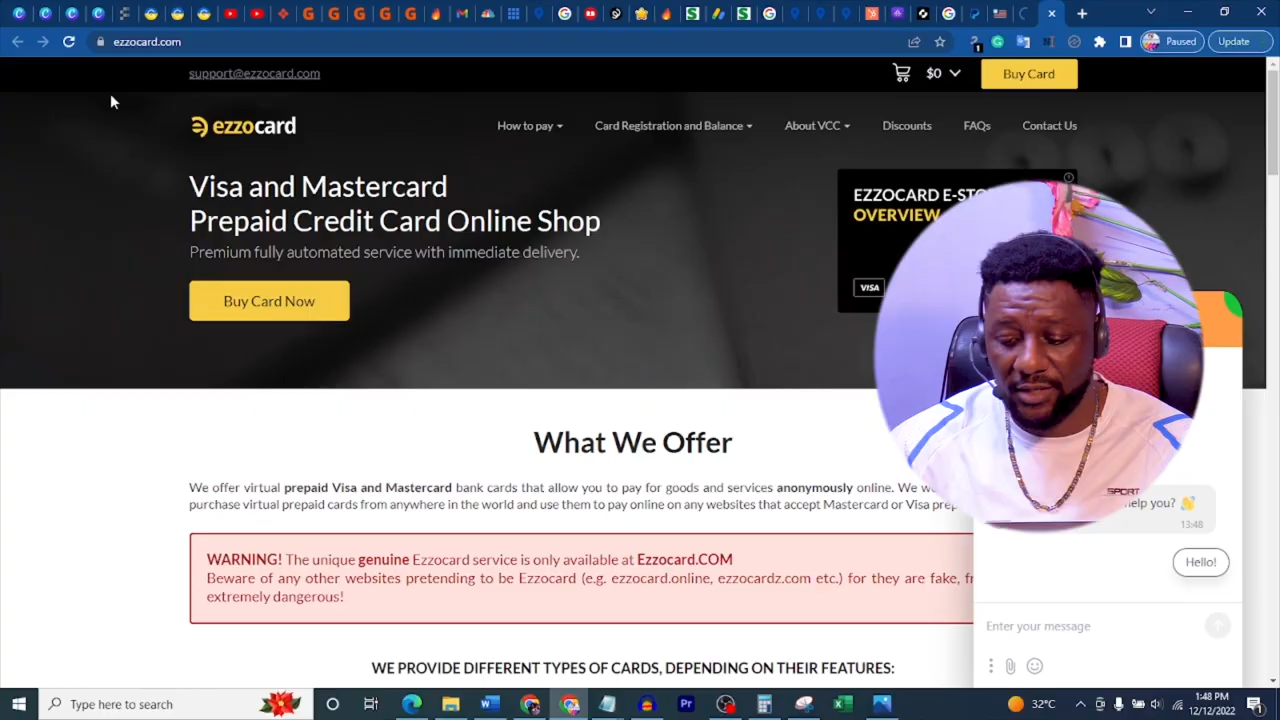 ezzocard.com
1
Paused
Update
support@ezzocard.com
$0
Buy Card
ezzocard
How to pay
Card Registration and Balance
About VCC
Discounts
FAQs
Contact Us
Visa and Mastercard
Prepaid Credit Card Online Shop
Premium fully automated service with immediate delivery.
Buy Card Now
EZZOCARD
OVERVIEW
VISA
What We Offer
We offer virtual prepaid Visa and Mastercard bank cards that allow you to pay for goods and services anonymously online. We
purchase virtual prepaid cards from anywhere in the world and use them to pay online on any websites that accept Mastercard or Visa
WARNING! The unique genuine Ezzocard service is only available at Ezzocard.COM
Beware of any other websites pretending to be Ezzocard (e.g. ezzocard.online, ezzocardz.com etc.) for they are fake,
extremely dangerous!
WE PROVIDE DIFFERENT TYPES OF CARDS, DEPENDING ON THEIR FEATURES:
SPORT
help you? 👋
13:48
Hello!
Enter your message
Type here to search
32°C
1:48 PM
12/12/2022
1